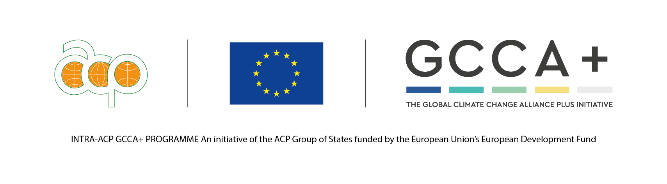 acp
GCCA+
THE GLOBAL CLIMATE CHANGE ALLIANCE PLUS INITIATIVE
INTRA-ACP GCCA+ PROGRAMME An initiative of the ACP Group of States funded by the European Union's European Development Fund